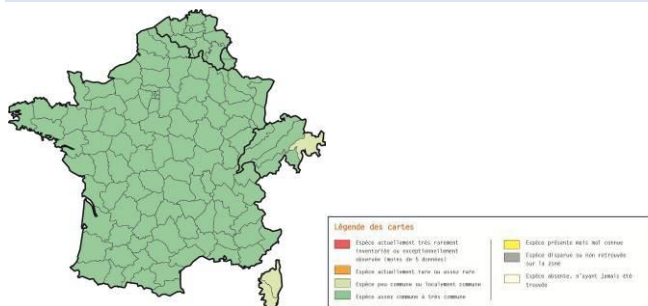 Légende des cartes
Espèce actuellement très rarement
inventoriée ou exceptionnellement
observée (moins de 5 données)
Espèce actuellement rare ou assez rare
Espèce peu commune ou localement commune
Espèce assez commune à très commune
Espèce présente mais mal connue
Espèce disparue ou non retrouvée
sur la zone
Espèce absente, n'ayant jamais été
trouvée